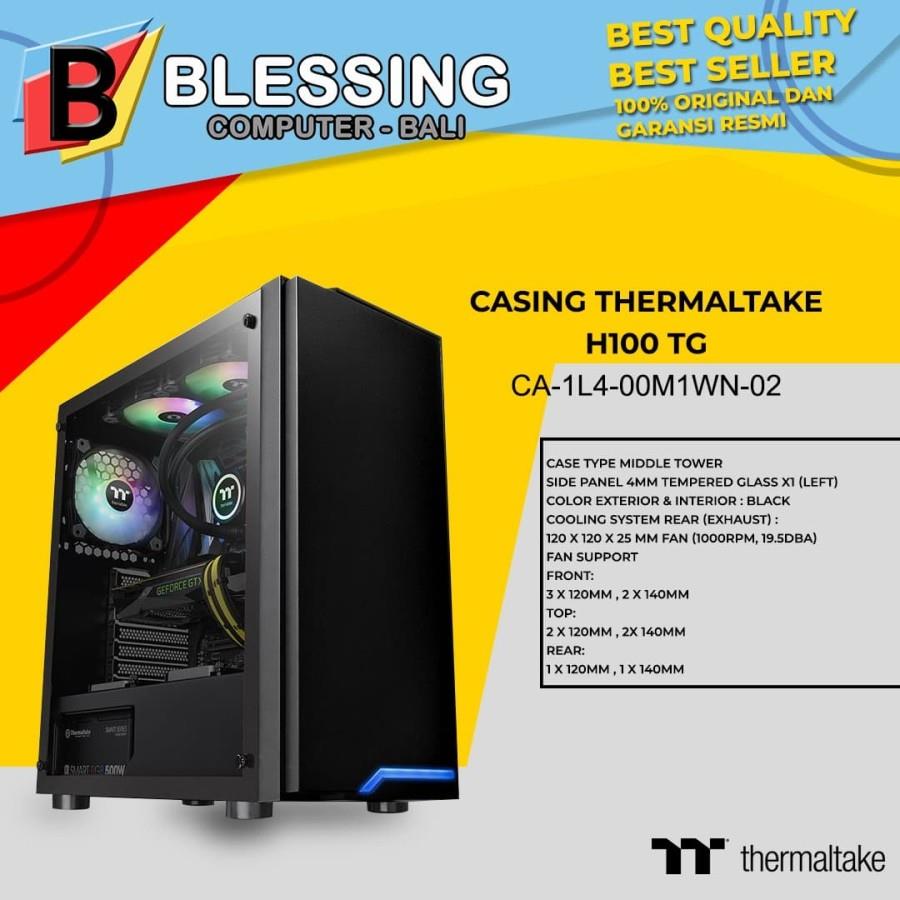 B BLESSING
COMPUTER - BALI
BEST QUALITY
BEST SELLER
100% ORIGINAL DAN
GARANSI RESMI
CASING THERMALTAKE
H100 TG
CA-1L4-00M1WN-02
CASE TYPE MIDDLE TOWER
SIDE PANEL 4MM TEMPERED GLASS X1 (LEFT)
COLOR EXTERIOR & INTERIOR : BLACK
COOLING SYSTEM REAR (EXHAUST) :
120 X 120 X 25 MM FAN (1000RPM, 19.5DBA)
FAN SUPPORT
FRONT:
3 X 120MM , 2 X 140MM
TOP:
2 X 120MM , 2X 140MM
REAR:
1 X 120MM , 1 X 140MM
thermaltake
GEFORCE GTX
Thermaltake
SMART RGB 500W
thermaltake